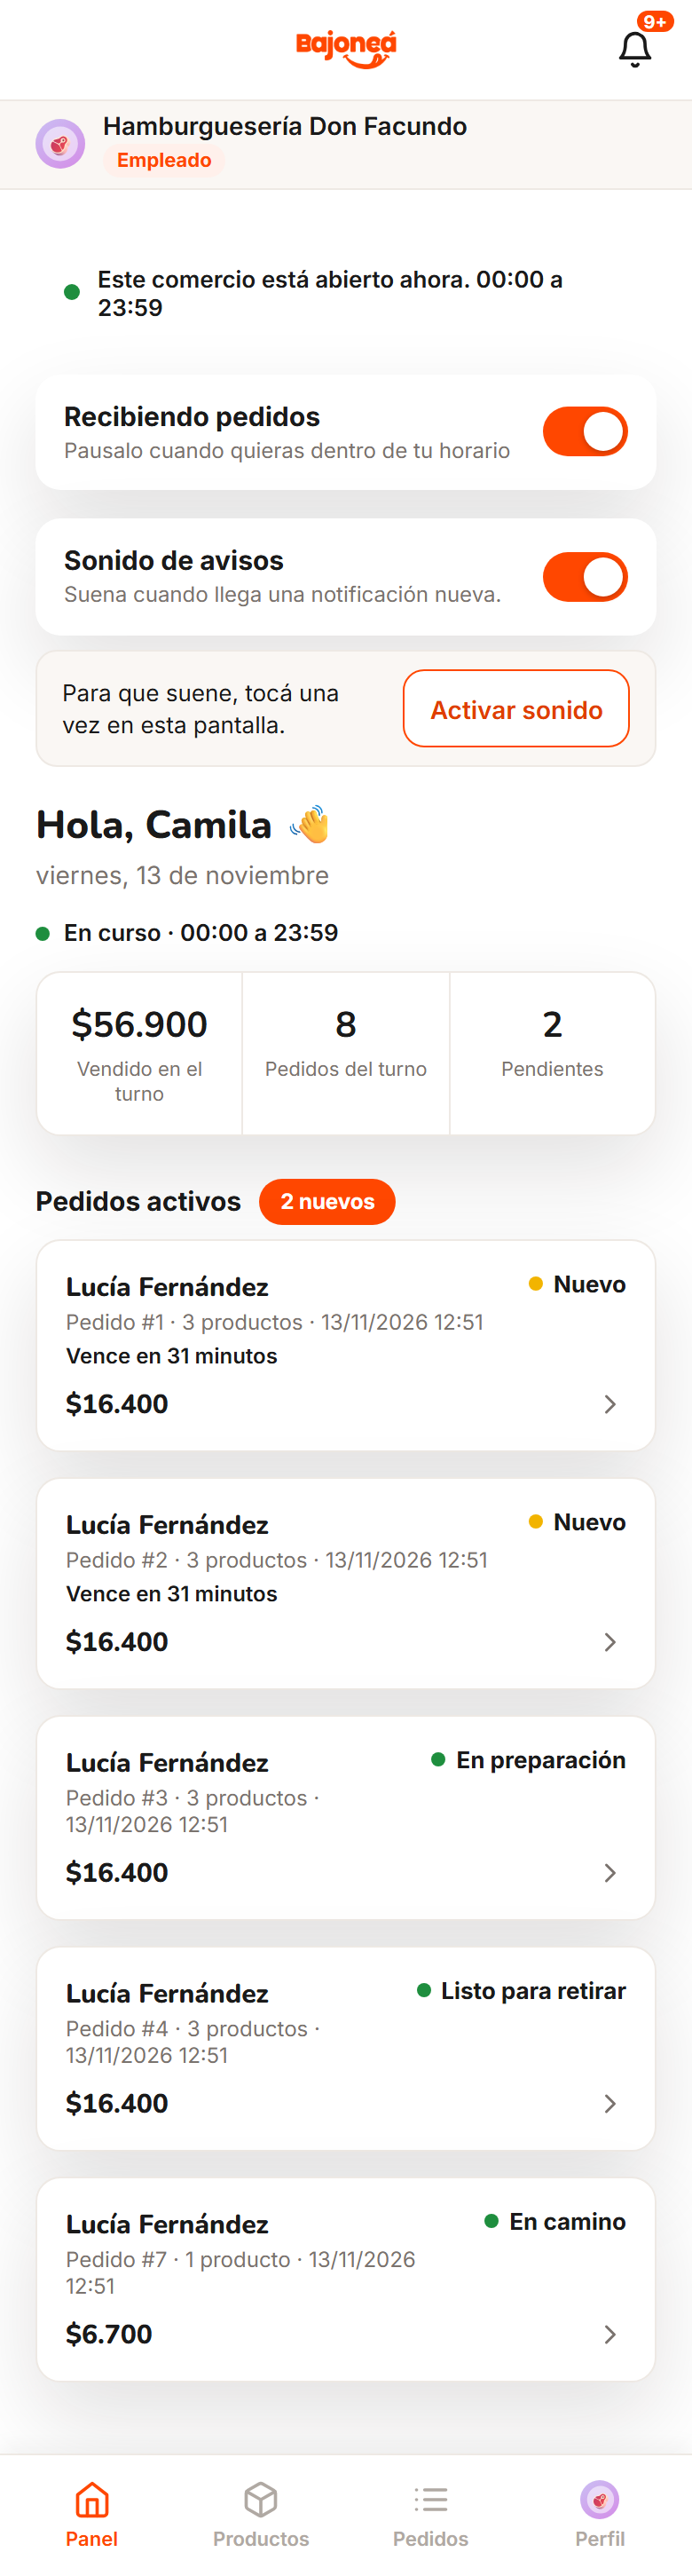 Bajoneá
9+
Hamburguesería Don Facundo
Empleado
Este comercio está abierto ahora. 00:00 a
23:59
Recibiendo pedidos
Pausalo cuando quieras dentro de tu horario
Sonido de avisos
Suena cuando llega una notificación nueva.
Para que suene, tocá una
vez en esta pantalla.
Activar sonido
Hola, Camila 👋
viernes, 13 de noviembre
En curso · 00:00 a 23:59
$56.900
Vendido en el
turno
8
Pedidos del turno
2
Pendientes
Pedidos activos
2 nuevos
Lucía Fernández
Nuevo
Pedido #1 · 3 productos · 13/11/2026 12:51
Vence en 31 minutos
$16.400
Lucía Fernández
Nuevo
Pedido #2 · 3 productos · 13/11/2026 12:51
Vence en 31 minutos
$16.400
Lucía Fernández
En preparación
Pedido #3 · 3 productos ·
13/11/2026 12:51
$16.400
Lucía Fernández
Listo para retirar
Pedido #4 · 3 productos ·
13/11/2026 12:51
$16.400
Lucía Fernández
En camino
Pedido #7 · 1 producto · 13/11/2026
12:51
$6.700
Panel
Productos
Pedidos
Perfil